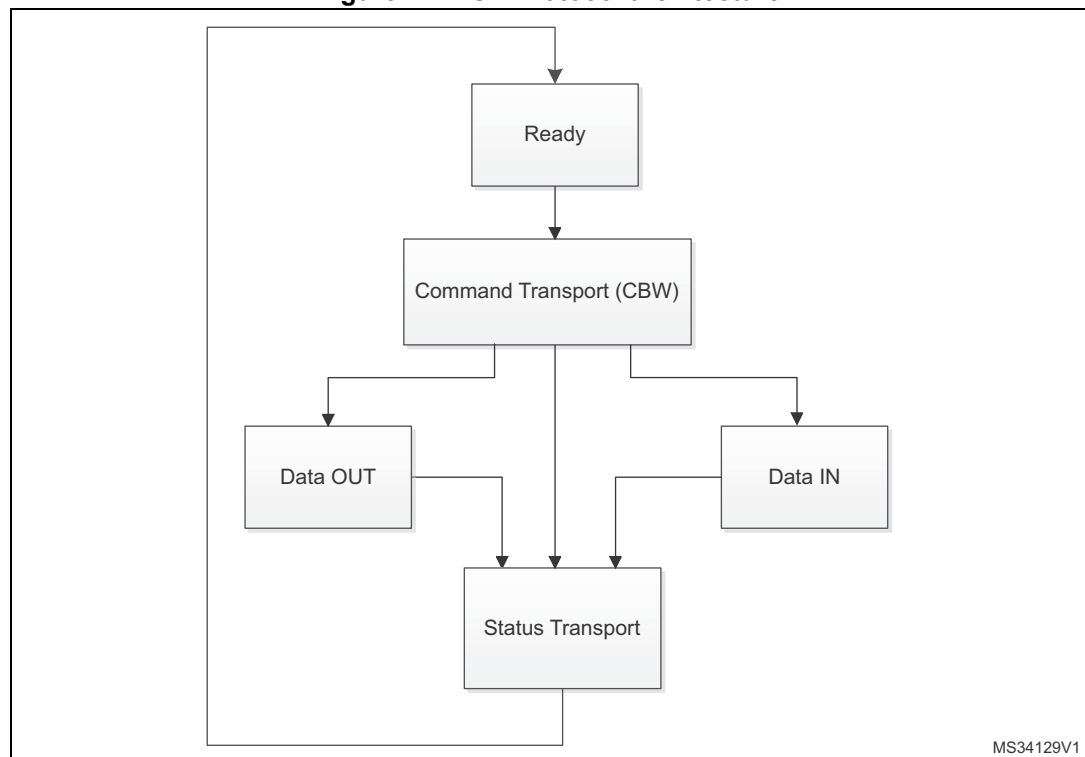 Ready
Command Transport (CBW)
Data OUT
Data IN
Status Transport
MS34129V1